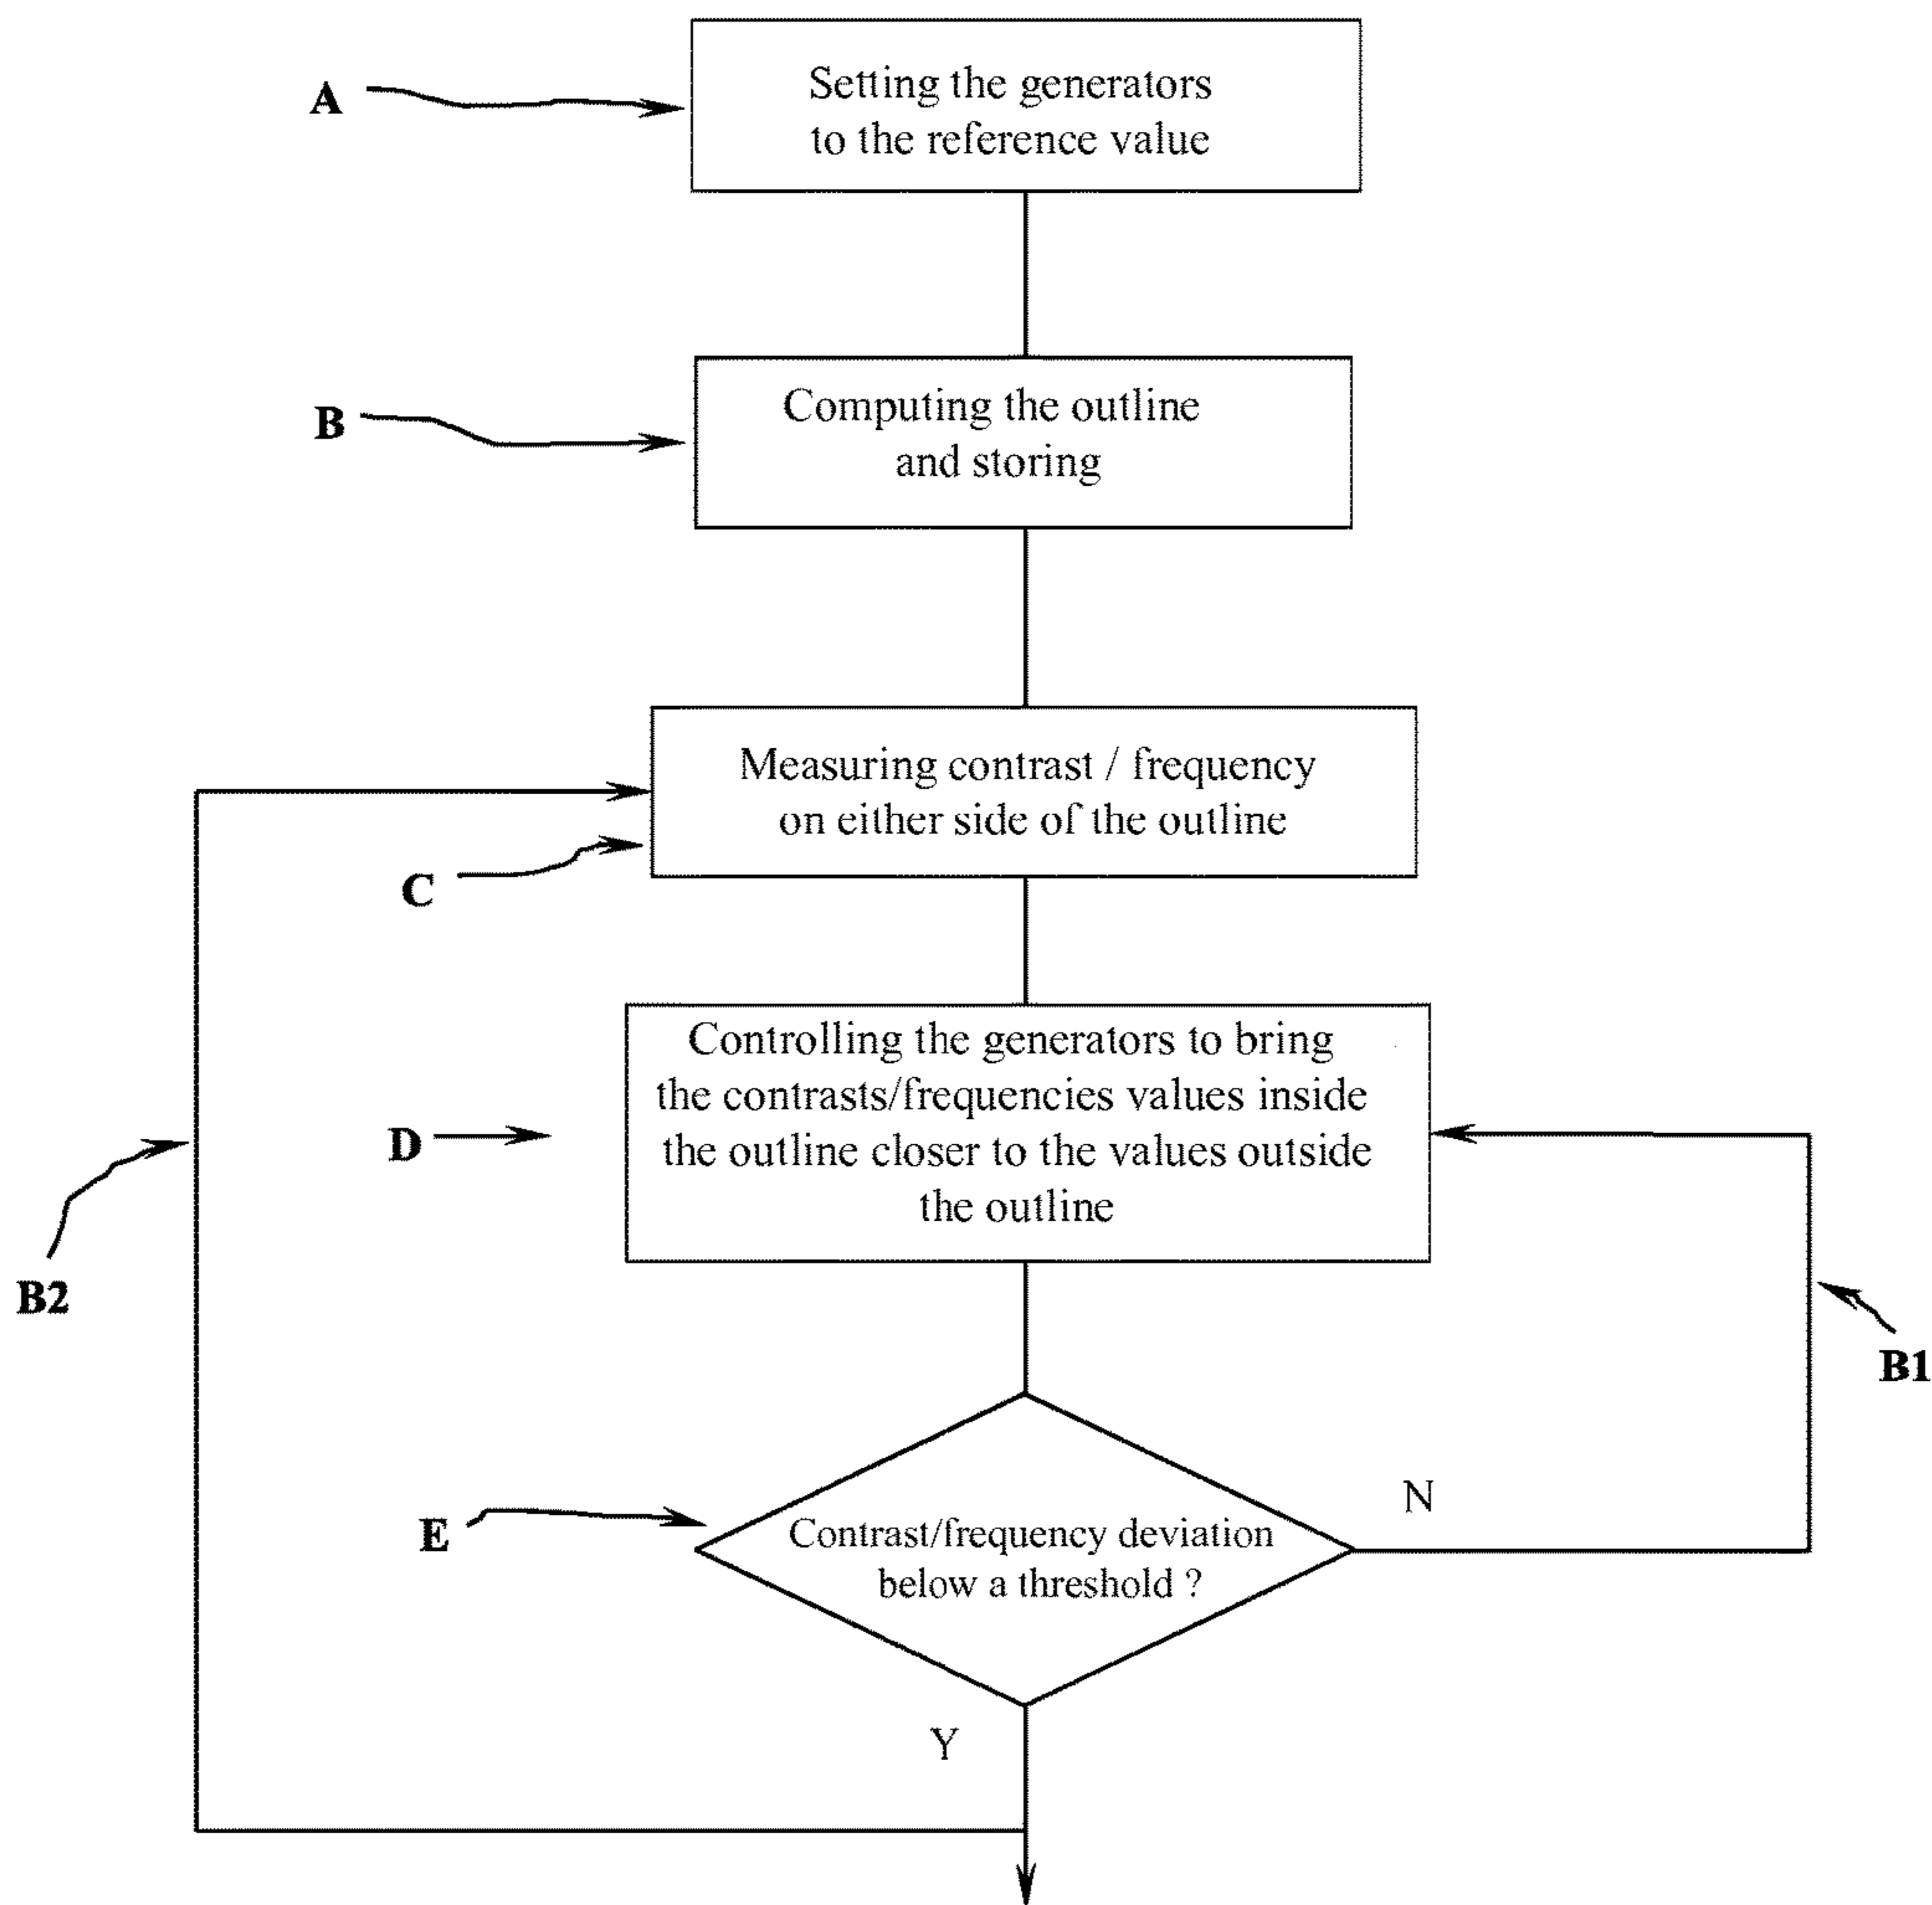 A
Setting the generators
to the reference value
B
Computing the outline
and storing
Measuring contrast / frequency
on either side of the outline
C
Controlling the generators to bring
the contrasts/frequencies values inside
the outline closer to the values outside
the outline
D
B2
B1
N
E
Contrast/frequency deviation
below a threshold ?
Y